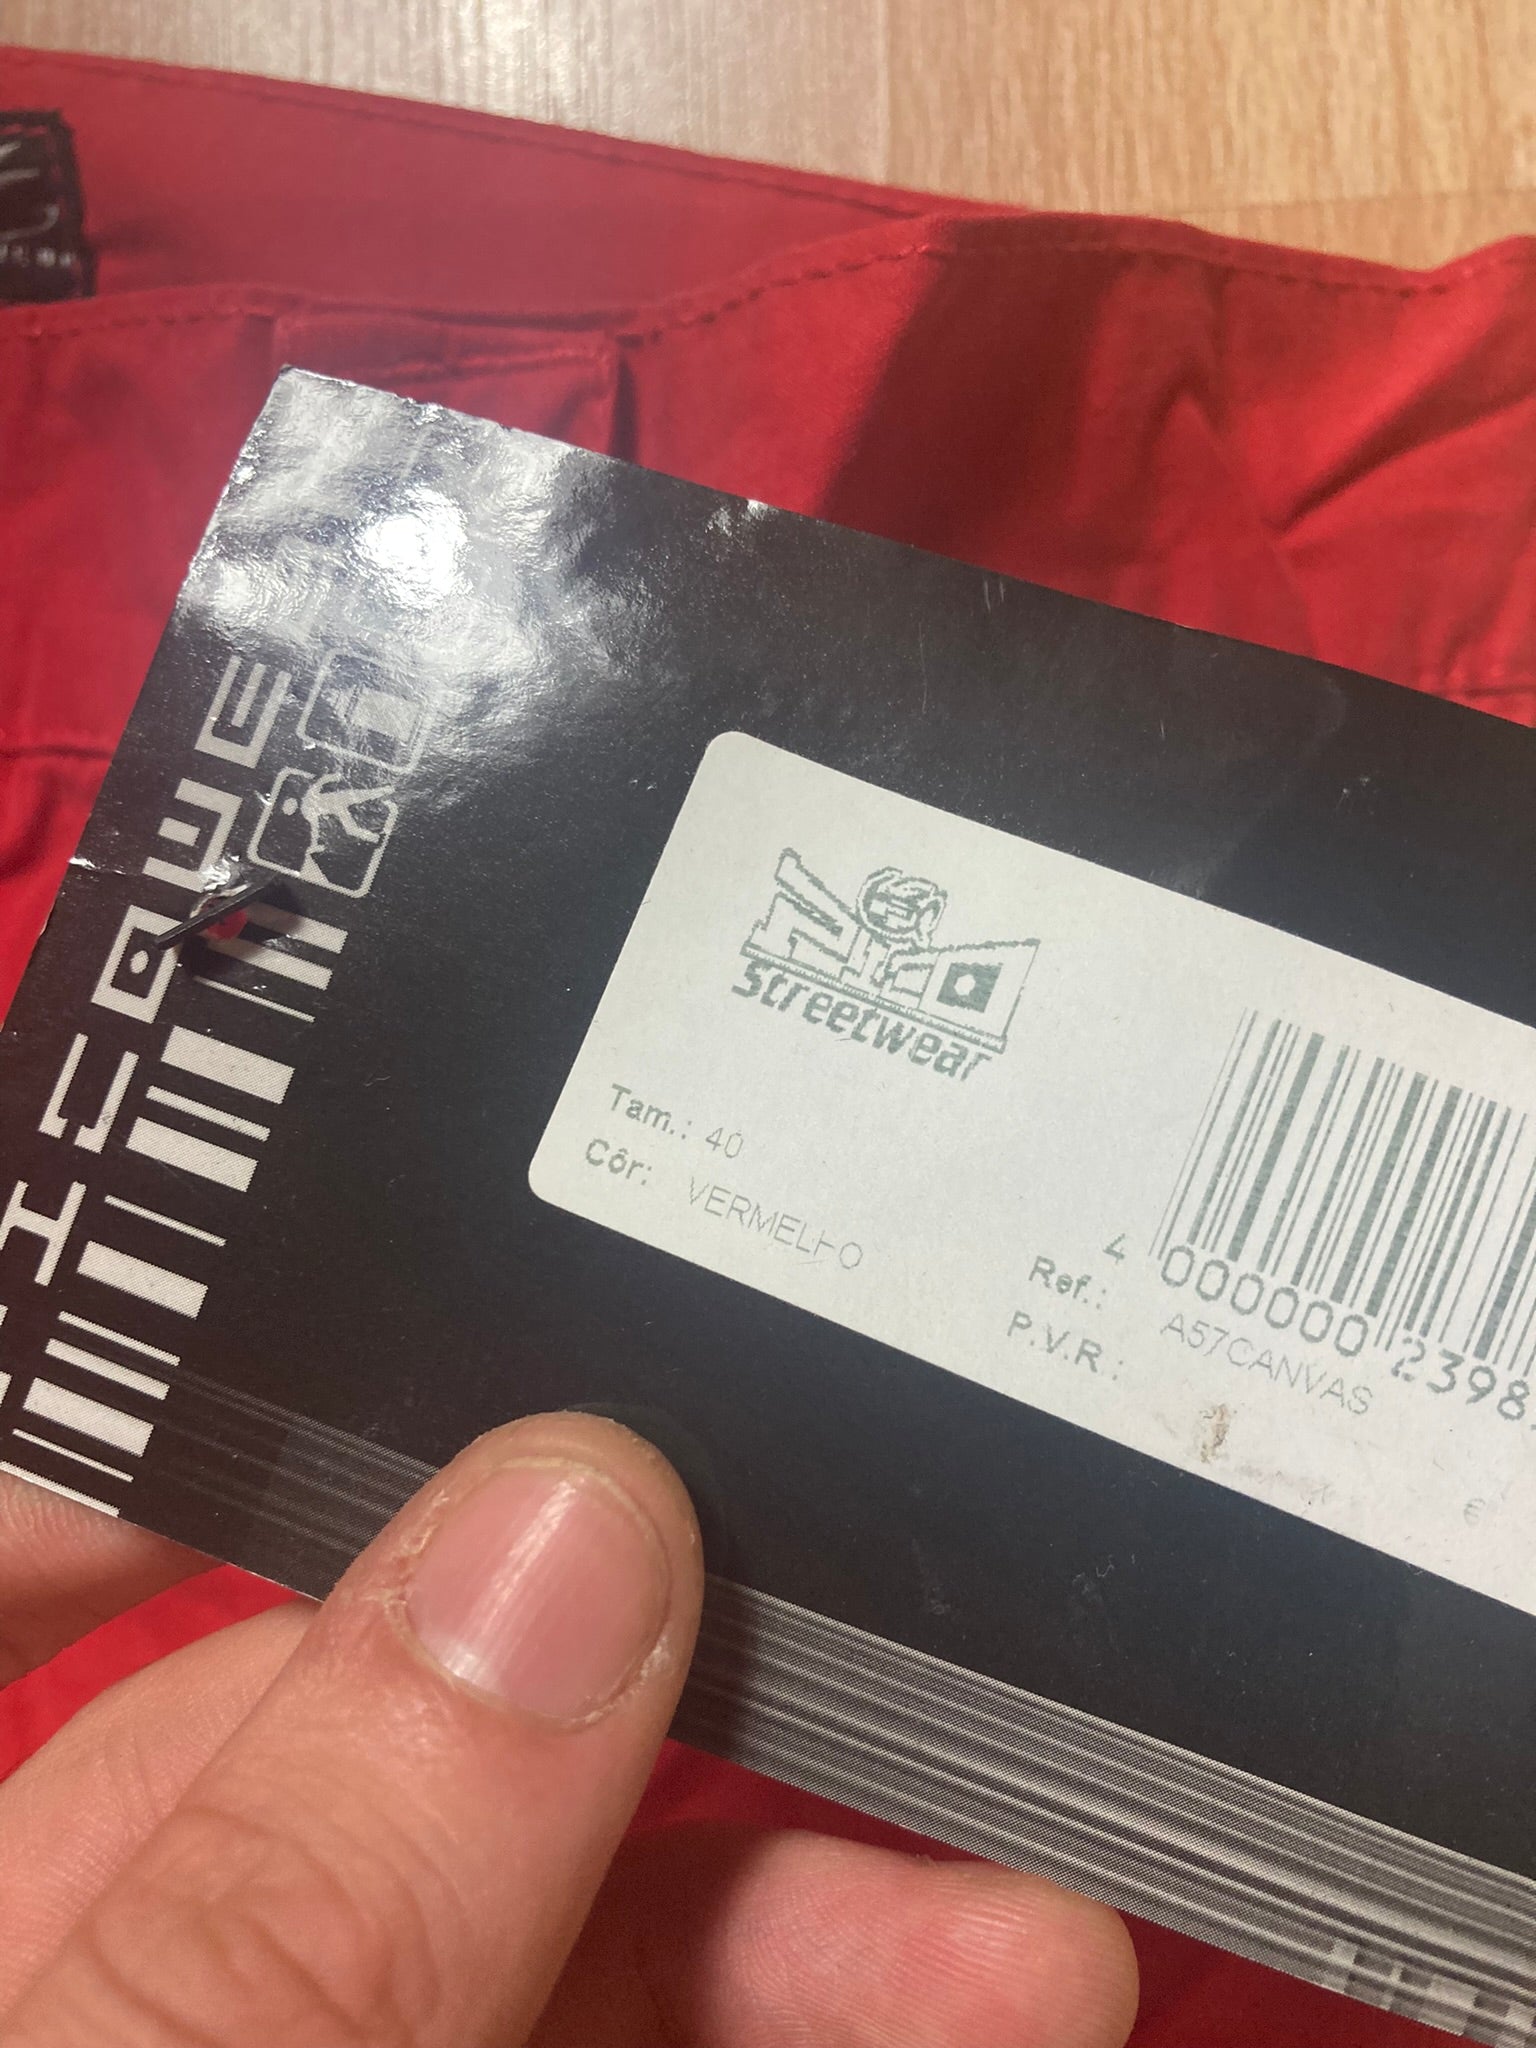 Streetwear
Tam.: 40
Côr: VERMELHO
4 000000 2398
Ref.: A57CANVAS
P.V.R.:
€